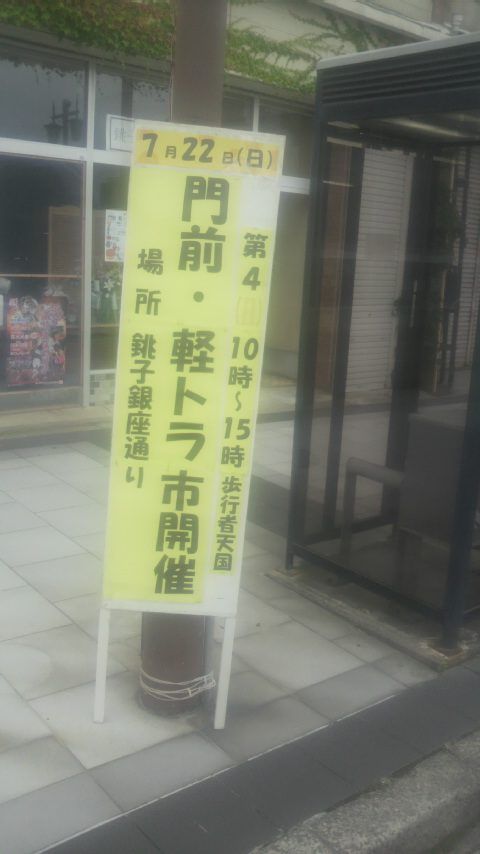 7月22日(日)
第4日 10時~15時 歩行者天国
門前・軽トラ市開催
場所 銚子銀座通り